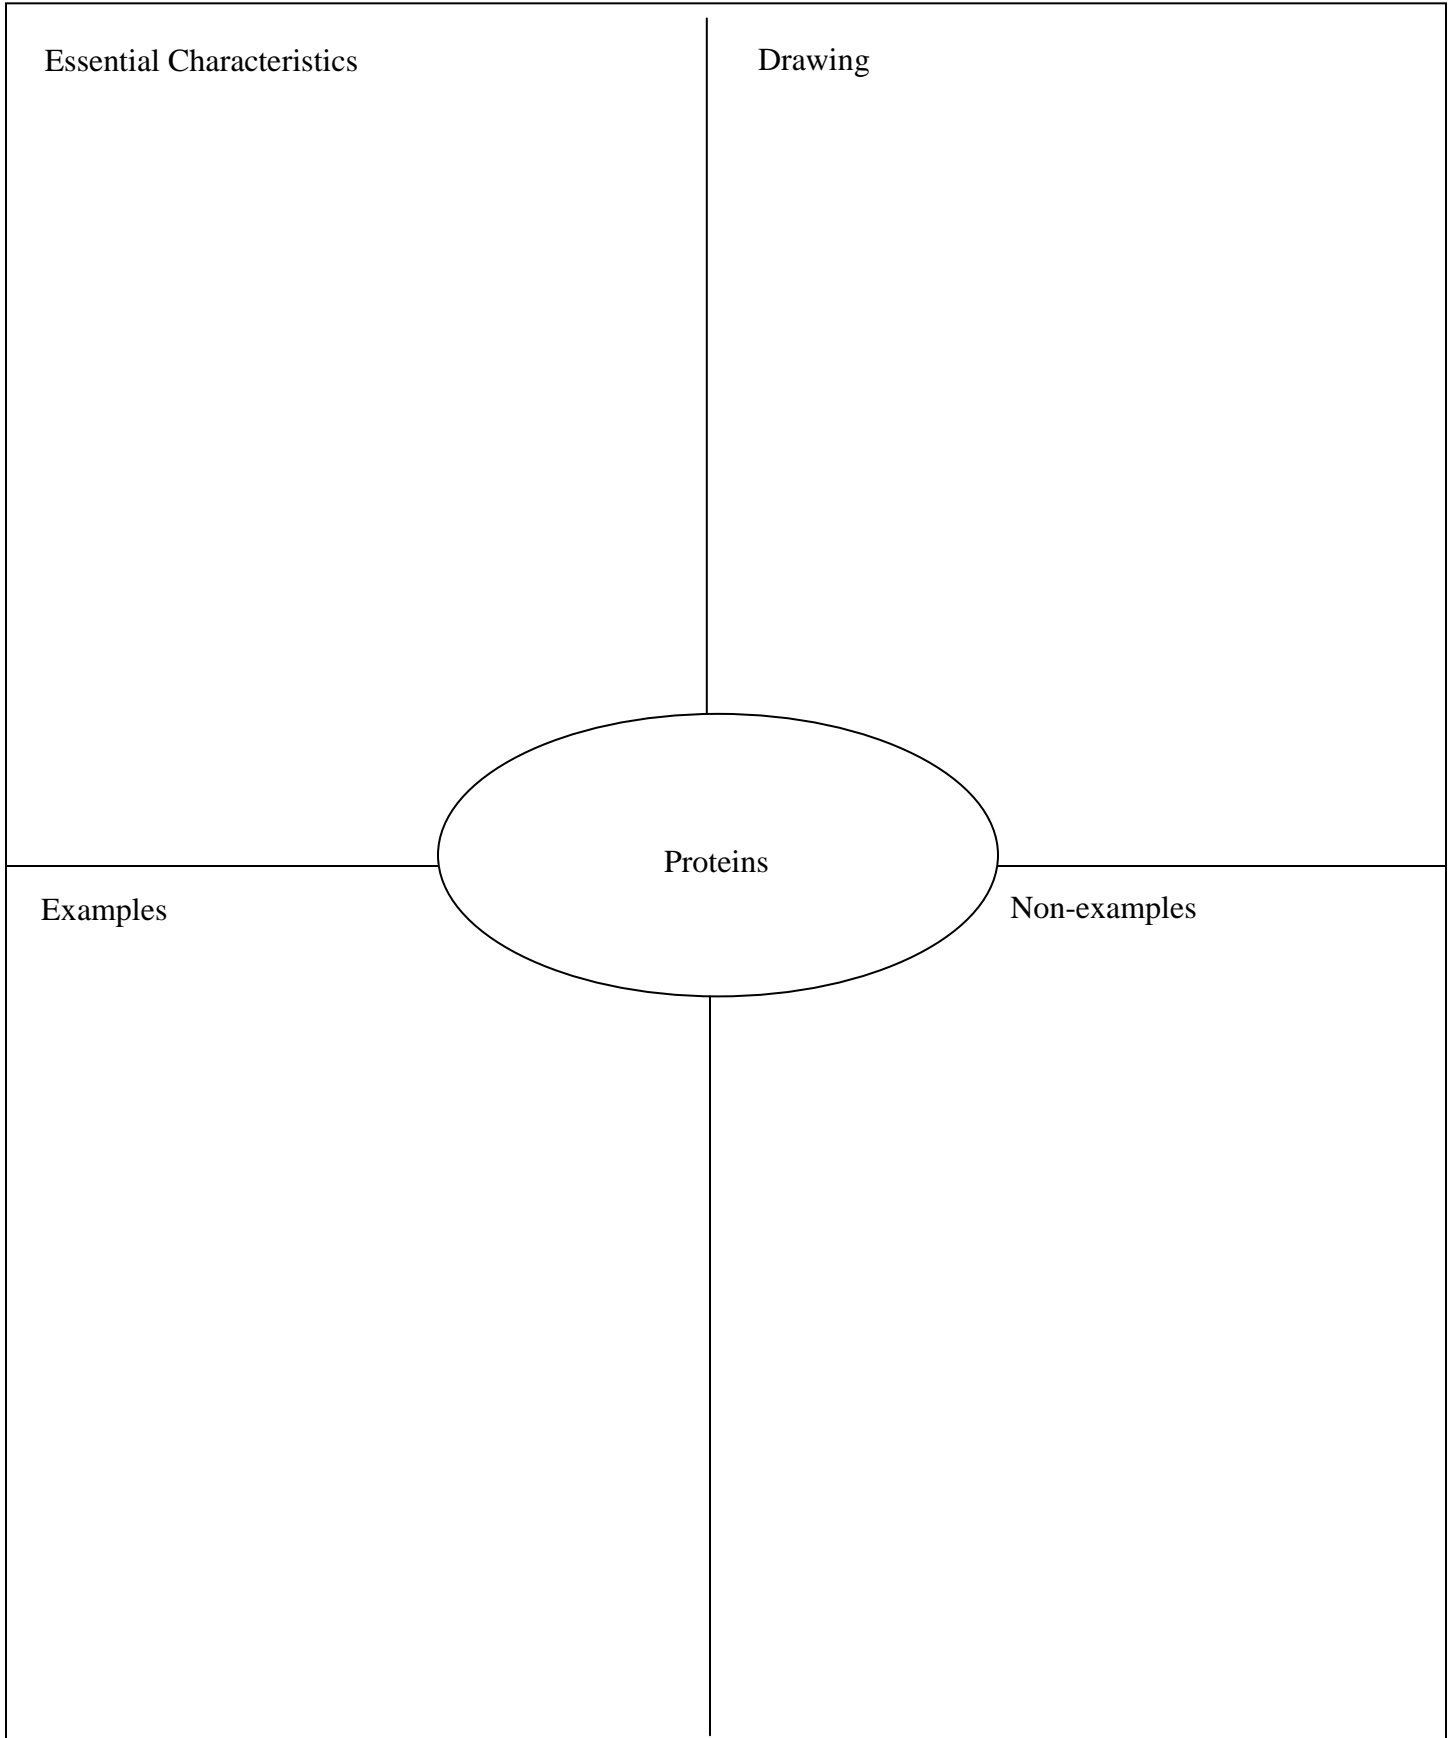 Essential Characteristics
Drawing
Proteins
Examples
Non-examples